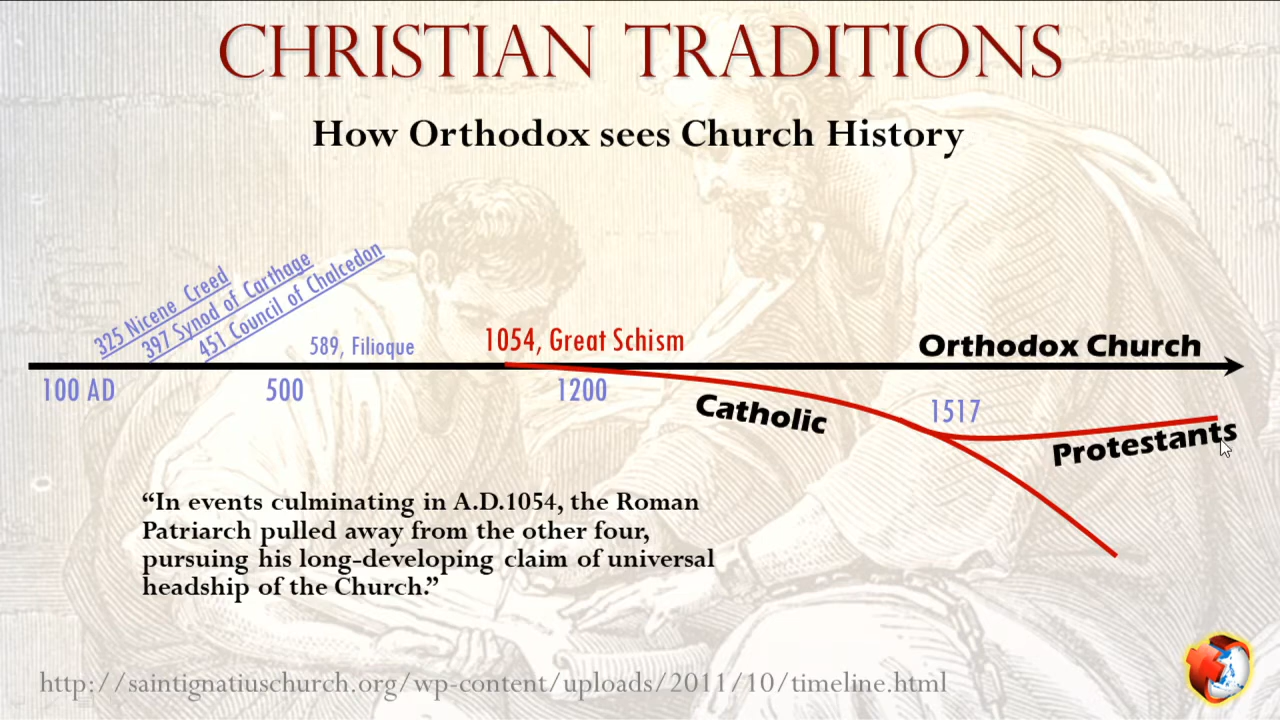 CHRISTIAN TRADITIONS
How Orthodox sees Church History
325 Nicene Creed
397 Synod of Carthage
451 Council of Chalcedon
589, Filioque
1054, Great Schism
Orthodox Church
100 AD
500
1200
Catholic
1517
Protestants
“In events culminating in A.D.1054, the Roman
Patriarch pulled away from the other four,
pursuing his long-developing claim of universal
headship of the Church.”
http://saintignatiuschurch.org/wp-content/uploads/2011/10/timeline.html